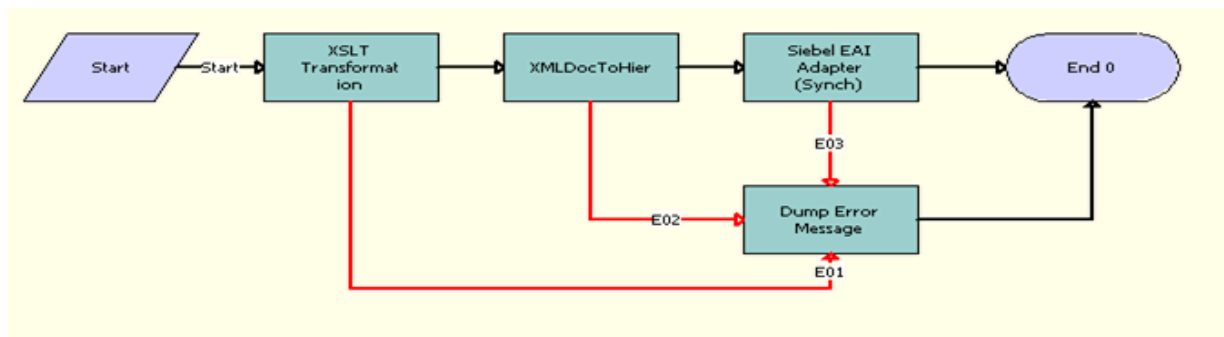 Start
Start
XSLT
Transformat
ion
XMLDocToHier
Siebel EAI
Adapter
(Synch)
End 0
E03
E02
Dump Error
Message
E01